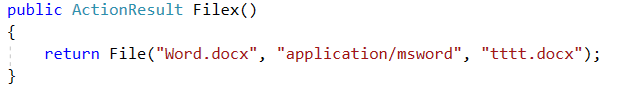 public ActionResult Filex()
{
    return File("Word.docx", "application/msword", "tttt.docx");
}